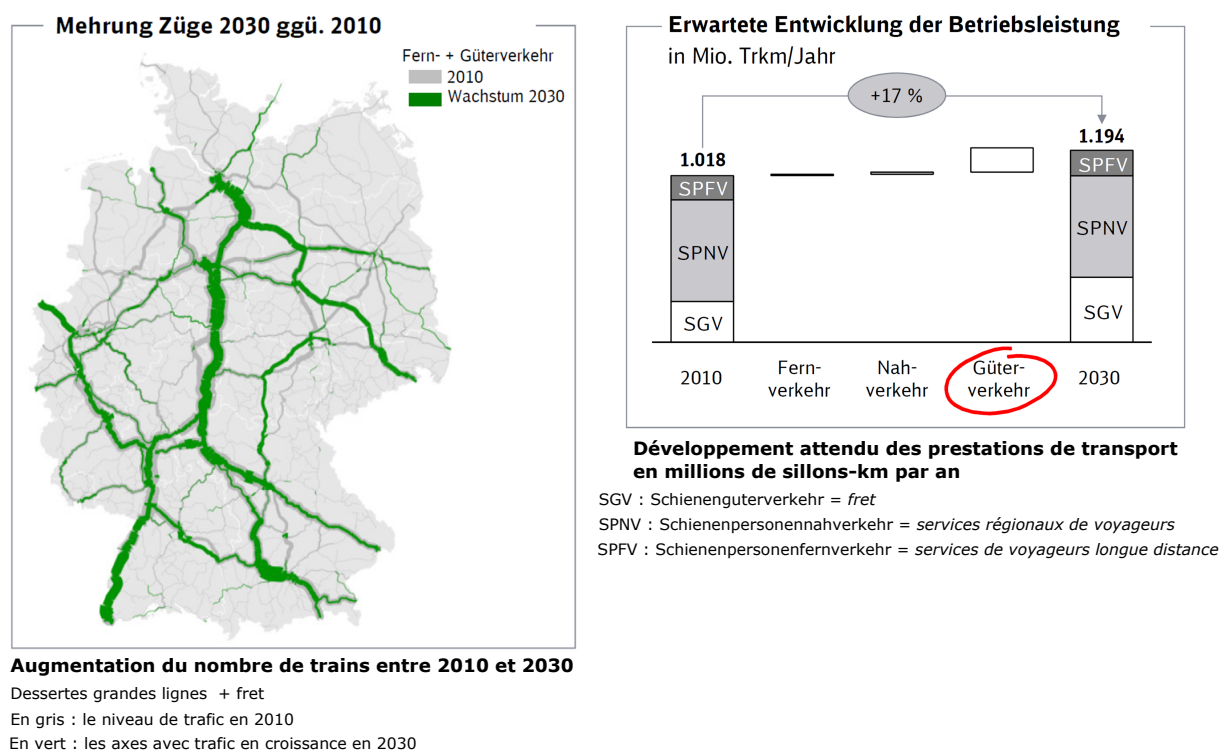 Mehrung Züge 2030 ggü. 2010
Fern- + Güterverkehr
2010
Wachstum 2030
Augmentation du nombre de trains entre 2010 et 2030
Dessertes grandes lignes + fret
En gris : le niveau de trafic en 2010
En vert : les axes avec trafic en croissance en 2030
Erwartete Entwicklung der Betriebsleistung
in Mio. Trkm/Jahr
+17 %
1.018
1.194
SPFV
SPFV
SPNV
SPNV
SGV
SGV
2010
Fern-
verkehr
Nah-
verkehr
Güter-
verkehr
2030
Développement attendu des prestations de transport
en millions de sillons-km par an
SGV : Schienenguterverkehr = fret
SPNV : Schienenpersonennahverkehr = services régionaux de voyageurs
SPFV : Schienenpersonenfernverkehr = services de voyageurs longue distance